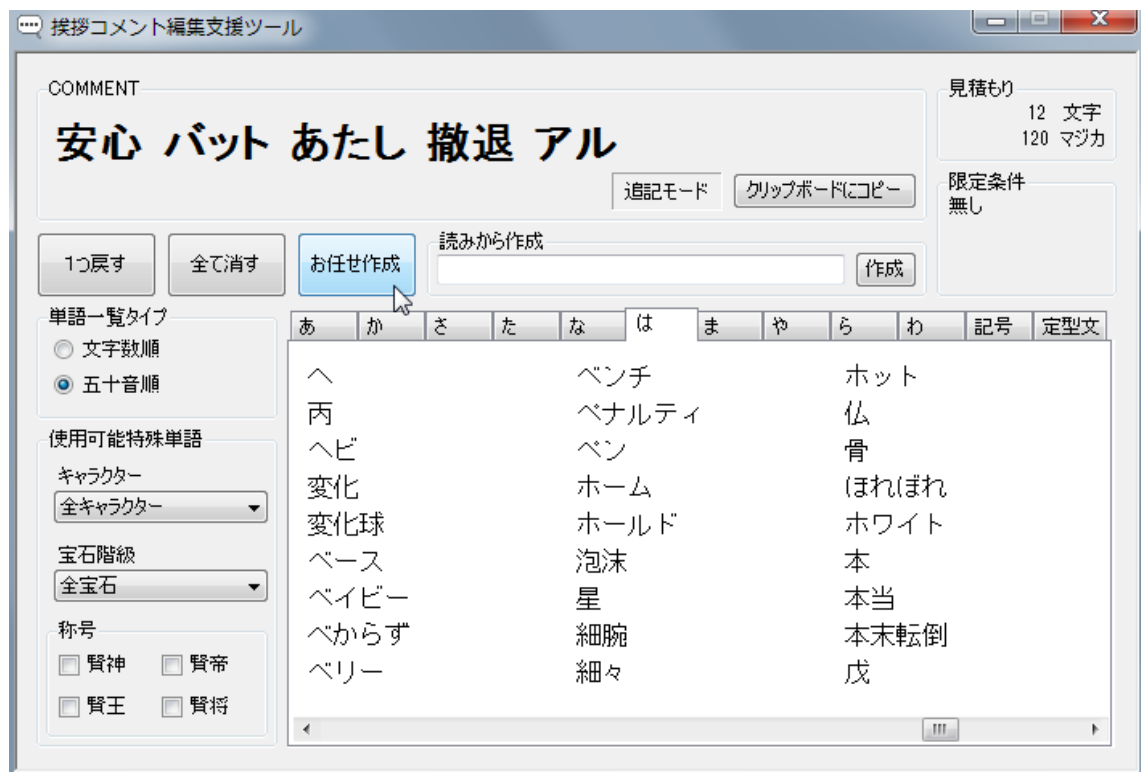 挨拶コメント編集支援ツール
COMMENT
安心 バット あたし 撤退 アル
追記モード クリップボードにコピー
見積もり
12 文字
120 マジカ
限定条件
無し
1つ戻す 全て消す お任せ作成
読みから作成
作成
単語一覧タイプ
文字数順
五十音順
使用可能特殊単語
キャラクター
全キャラクター
宝石階級
全宝石
称号
賢神 賢帝
賢王 賢将
あ か さ た な は ま や ら わ 記号 定型文
へ ベンチ ホット
丙 ペナルティ 仏
ヘビ ペン 骨
変化 ホーム ほれぼれ
変化球 ホールド ホワイト
ベース 泡沫 本
ベイビー 星 本当
べからず 細腕 本末転倒
ベリー 細々 戊